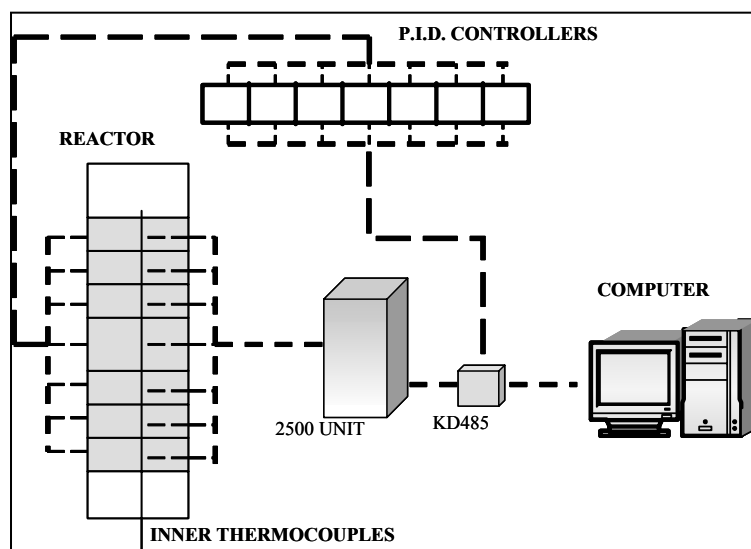 P.I.D. CONTROLLERS
REACTOR
COMPUTER
2500 UNIT
KD485
INNER THERMOCOUPLES